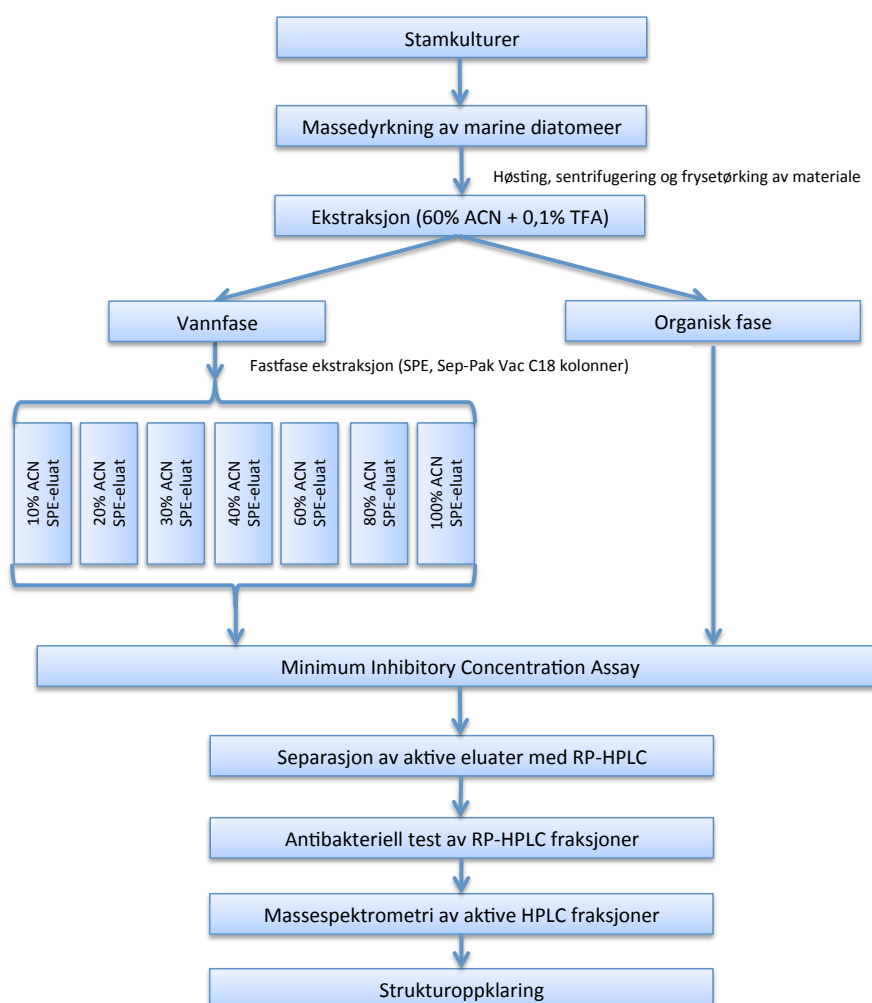 Stamkulturer
Massedyrkning av marine diatomeer
Høsting, sentrifugering og frysetørking av materiale
Ekstraksjon (60% ACN + 0,1% TFA)
Vannfase
Organisk fase
Fastfase ekstraksjon (SPE, Sep-Pak Vac C18 kolonner)
10% ACN
SPE-eluat
20% ACN
SPE-eluat
30% ACN
SPE-eluat
40% ACN
SPE-eluat
60% ACN
SPE-eluat
80% ACN
SPE-eluat
100% ACN
SPE-eluat
Minimum Inhibitory Concentration Assay
Separasjon av aktive eluater med RP-HPLC
Antibakteriell test av RP-HPLC fraksjoner
Massespektrometri av aktive HPLC fraksjoner
Strukturoppklaring